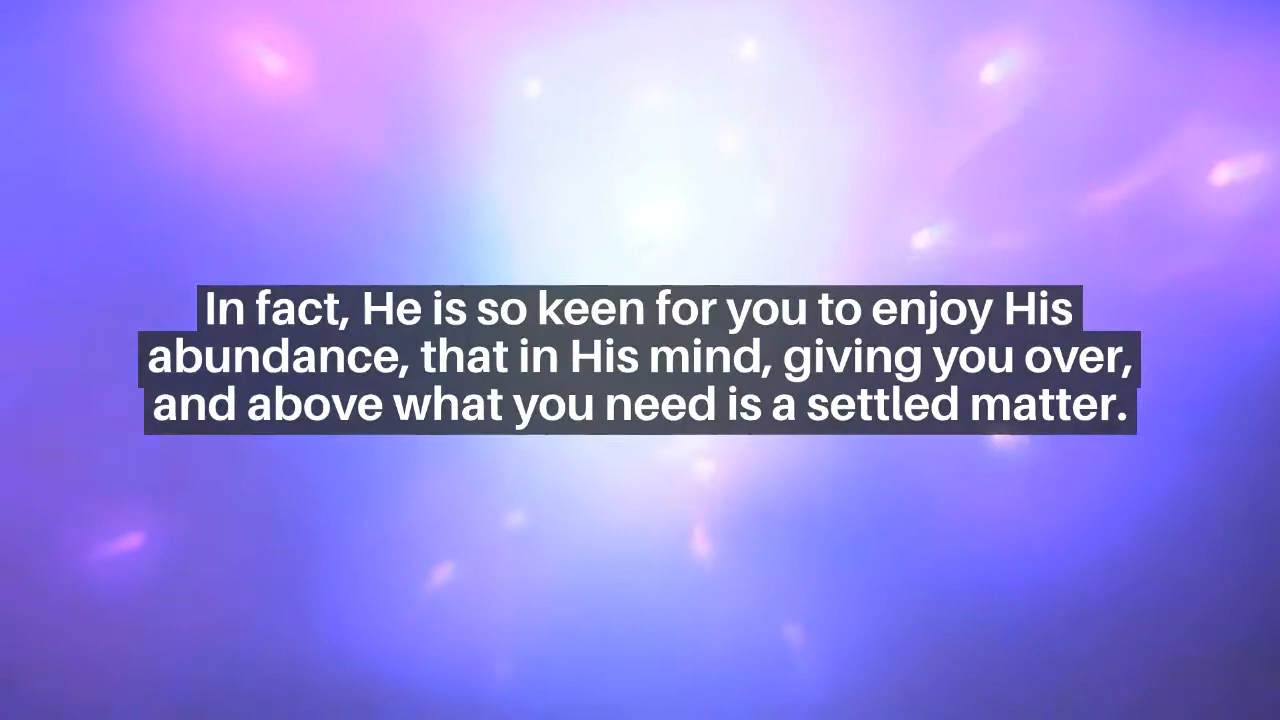 In fact, He is so keen for you to enjoy His
abundance, that in His mind, giving you over,
and above what you need is a settled matter.